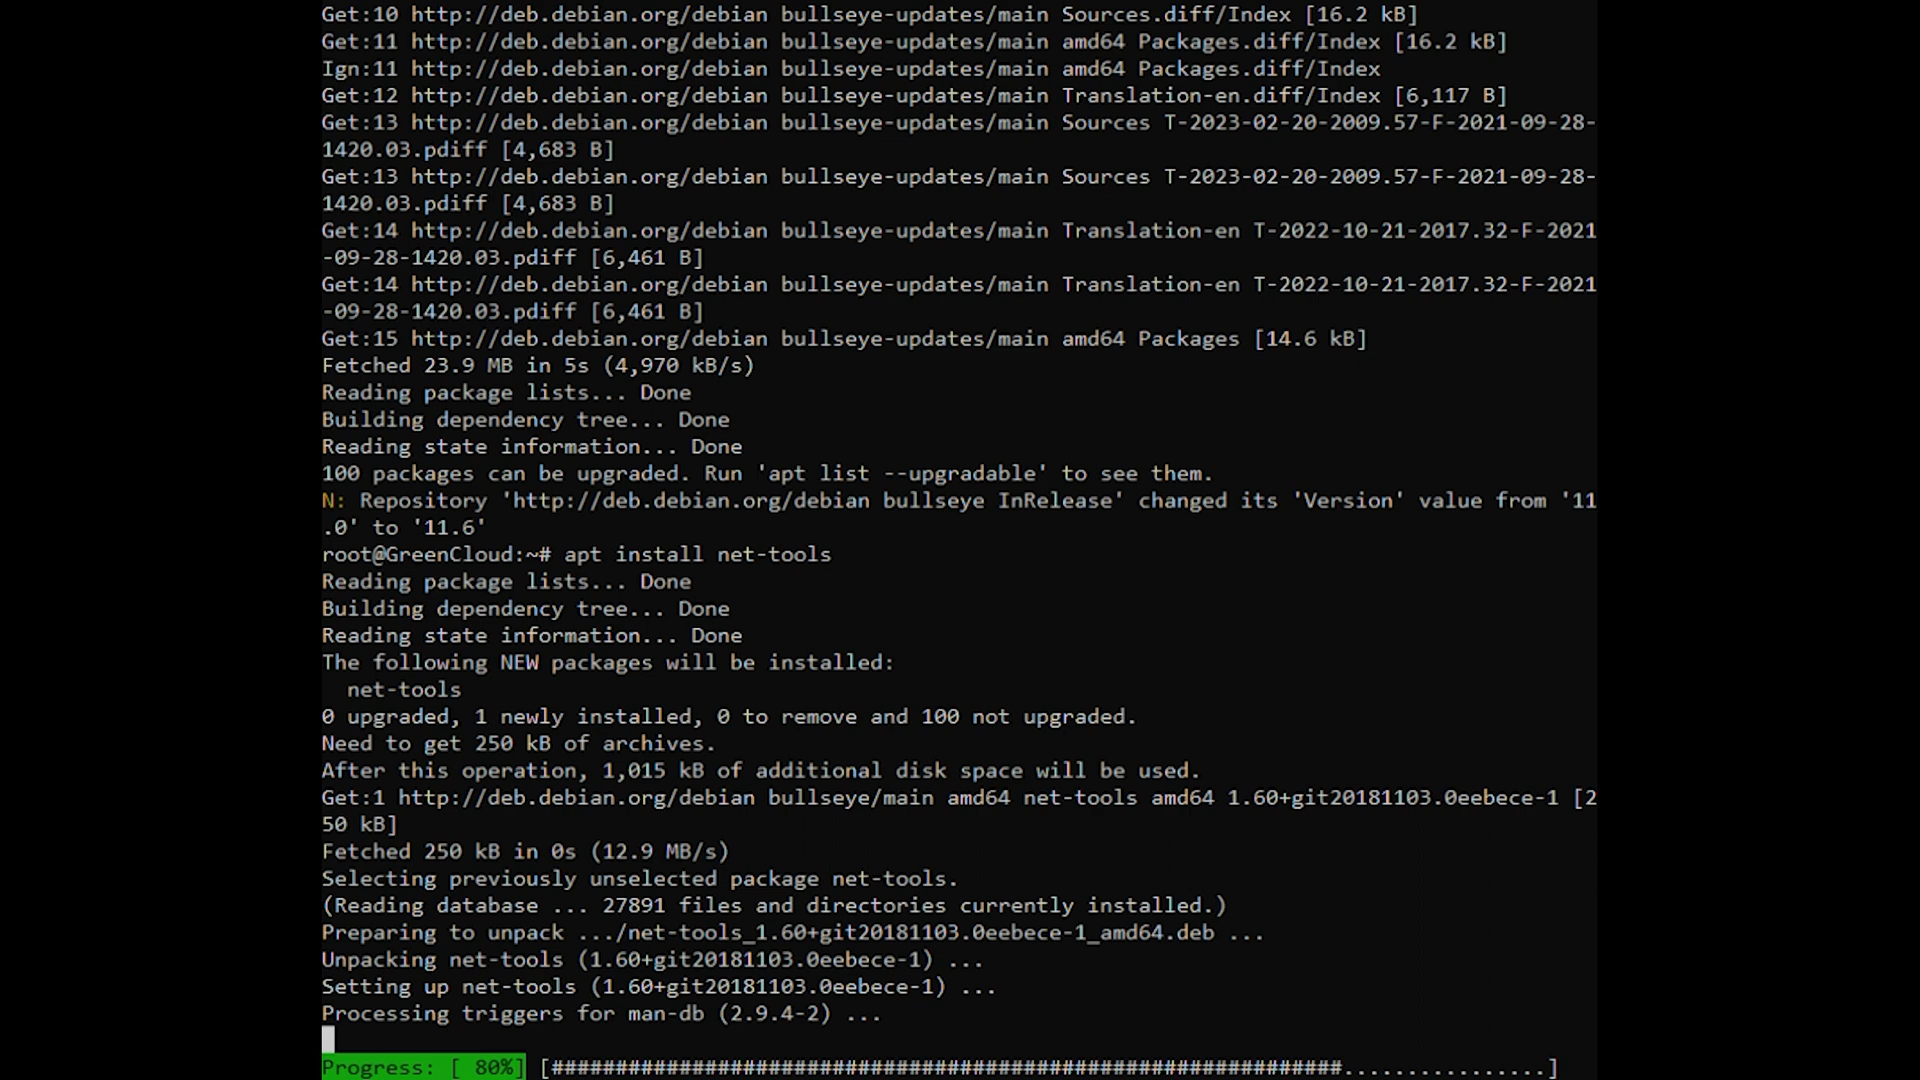 Get:10 http://deb.debian.org/debian bullseye-updates/main Sources.diff/Index [16.2 kB]
Get:11 http://deb.debian.org/debian bullseye-updates/main amd64 Packages.diff/Index [16.2 kB]
Ign:11 http://deb.debian.org/debian bullseye-updates/main amd64 Packages.diff/Index
Get:12 http://deb.debian.org/debian bullseye-updates/main Translation-en.diff/Index [6,117 B]
Get:13 http://deb.debian.org/debian bullseye-updates/main Sources T-2023-02-20-2009.57-F-2021-09-28-
1420.03.pdiff [4,683 B]
Get:13 http://deb.debian.org/debian bullseye-updates/main Sources T-2023-02-20-2009.57-F-2021-09-28-
1420.03.pdiff [4,683 B]
Get:14 http://deb.debian.org/debian bullseye-updates/main Translation-en T-2022-10-21-2017.32-F-2021
-09-28-1420.03.pdiff [6,461 B]
Get:14 http://deb.debian.org/debian bullseye-updates/main Translation-en T-2022-10-21-2017.32-F-2021
-09-28-1420.03.pdiff [6,461 B]
Get:15 http://deb.debian.org/debian bullseye-updates/main amd64 Packages [14.6 kB]
Fetched 23.9 MB in 5s (4,970 kB/s)
Reading package lists... Done
Building dependency tree... Done
Reading state information... Done
100 packages can be upgraded. Run 'apt list --upgradable' to see them.
N: Repository 'http://deb.debian.org/debian bullseye InRelease' changed its 'Version' value from '11
.0' to '11.6'
root@GreenCloud:~# apt install net-tools
Reading package lists... Done
Building dependency tree... Done
Reading state information... Done
The following NEW packages will be installed:
  net-tools
0 upgraded, 1 newly installed, 0 to remove and 100 not upgraded.
Need to get 250 kB of archives.
After this operation, 1,015 kB of additional disk space will be used.
Get:1 http://deb.debian.org/debian bullseye/main amd64 net-tools amd64 1.60+git20181103.0eebece-1 [2
50 kB]
Fetched 250 kB in 0s (12.9 MB/s)
Selecting previously unselected package net-tools.
(Reading database ... 27891 files and directories currently installed.)
Preparing to unpack .../net-tools_1.60+git20181103.0eebece-1_amd64.deb ...
Unpacking net-tools (1.60+git20181103.0eebece-1) ...
Setting up net-tools (1.60+git20181103.0eebece-1) ...
Processing triggers for man-db (2.9.4-2) ...
Progress: [ 80%] [##############################################################................]